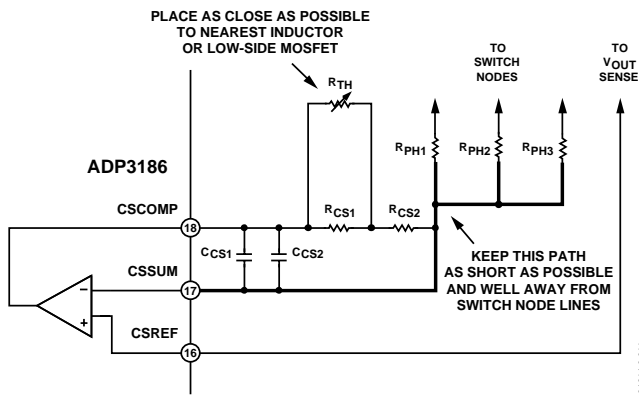 PLACE AS CLOSE AS POSSIBLE
TO NEAREST INDUCTOR
OR LOW-SIDE MOSFET
TO
SWITCH
NODES
TO
VOUT
SENSE
RTH
RPH1
RPH2
RPH3
ADP3186
CSCOMP
18
RCS1
RCS2
CCS1
CCS2
KEEP THIS PATH
AS SHORT AS POSSIBLE
AND WELL AWAY FROM
SWITCH NODE LINES
CSSUM
17
–
+
CSREF
16